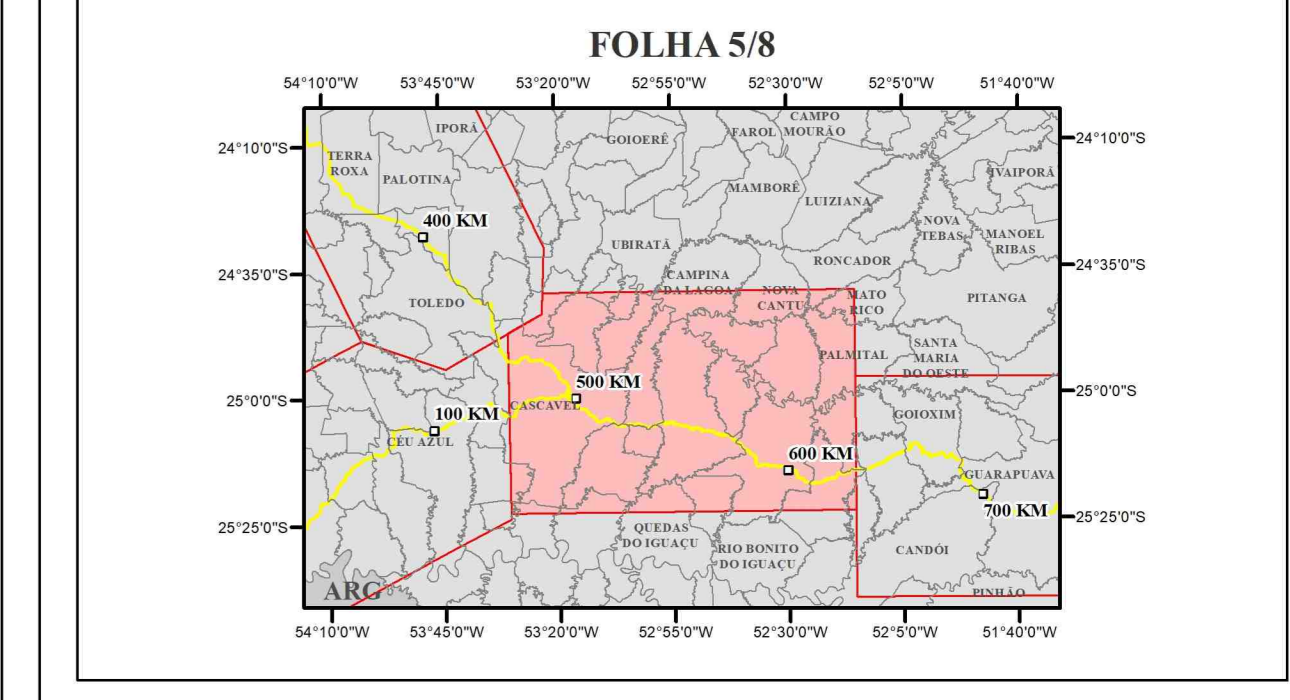 FOLHA 5/8
54°10'0"W
53°45'0"W
53°20'0"W
52°55'0"W
52°30'0"W
52°5'0"W
51°40'0"W
24°10'0"S
24°35'0"S
25°0'0"S
25°25'0"S
IPORÃ
GOIOERÊ
FAROL
CAMPO
MOURÃO
TERRA
ROXA
PALOTINA
MAMBORÊ
LUIZIANA
IVAIPORÃ
400 KM
NOVA
TEBAS
MANOEL
RIBAS
UBIRATÃ
RONCADOR
CAMPINA
DA LAGOA
NOVA
CANTU
MATO
RICO
PITANGA
TOLEDO
PALMITAL
SANTA
MARIA
DO OESTE
500 KM
100 KM
CASCAVEL
CÉU AZUL
GOIOXIM
600 KM
GUARAPUAVA
700 KM
QUEDAS
DO IGUAÇU
RIO BONITO
DO IGUAÇU
CANDÓI
ARG
PINHÃO
24°10'0"S
24°35'0"S
25°0'0"S
25°25'0"S
54°10'0"W
53°45'0"W
53°20'0"W
52°55'0"W
52°30'0"W
52°5'0"W
51°40'0"W